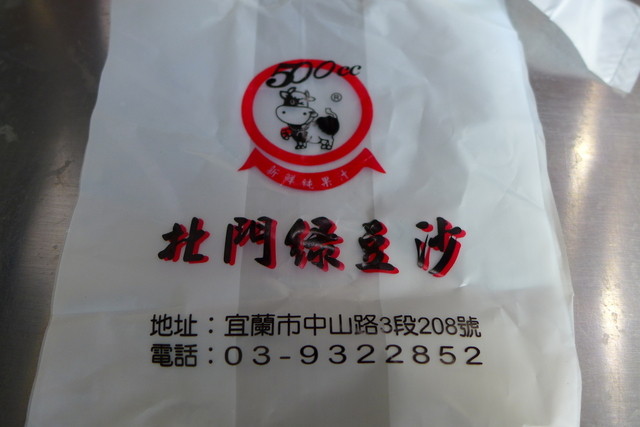 500cc
®
新鮮純果汁
北門綠豆沙
地址：宜蘭市中山路3段208號
電話：03-9322852